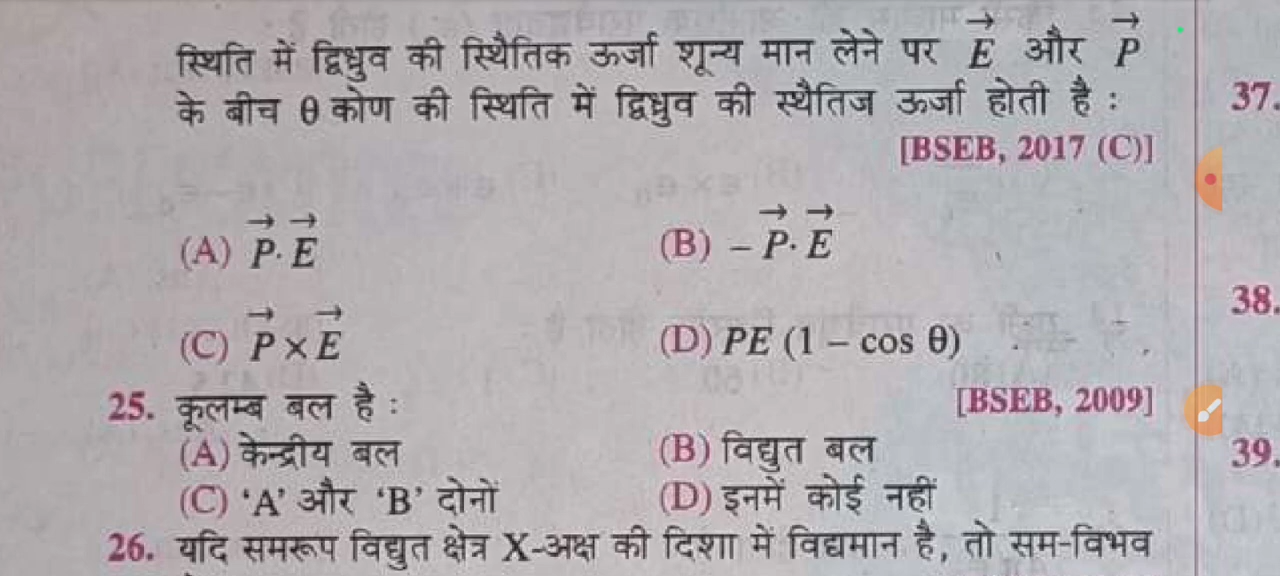 स्थिति में द्विध्रुव की स्थिैतिक ऊर्जा शून्य मान लेने पर E⃗ और P⃗
के बीच θ कोण की स्थिति में द्विध्रुव की स्थैतिज ऊर्जा होती है :
[BSEB, 2017 (C)]
(A) P⃗. E⃗ (B) – P⃗. E⃗
(C) P⃗ × E⃗ (D) PE (1 – cos θ)
25. कूलम्ब बल है : [BSEB, 2009]
(A) केन्द्रीय बल (B) विद्युत बल
(C) ‘A’ और ‘B’ दोनों (D) इनमें कोई नहीं
26. यदि समरूप विद्युत क्षेत्र X-अक्ष की दिशा में विद्यमान है, तो सम-विभव
37.
38.
39.